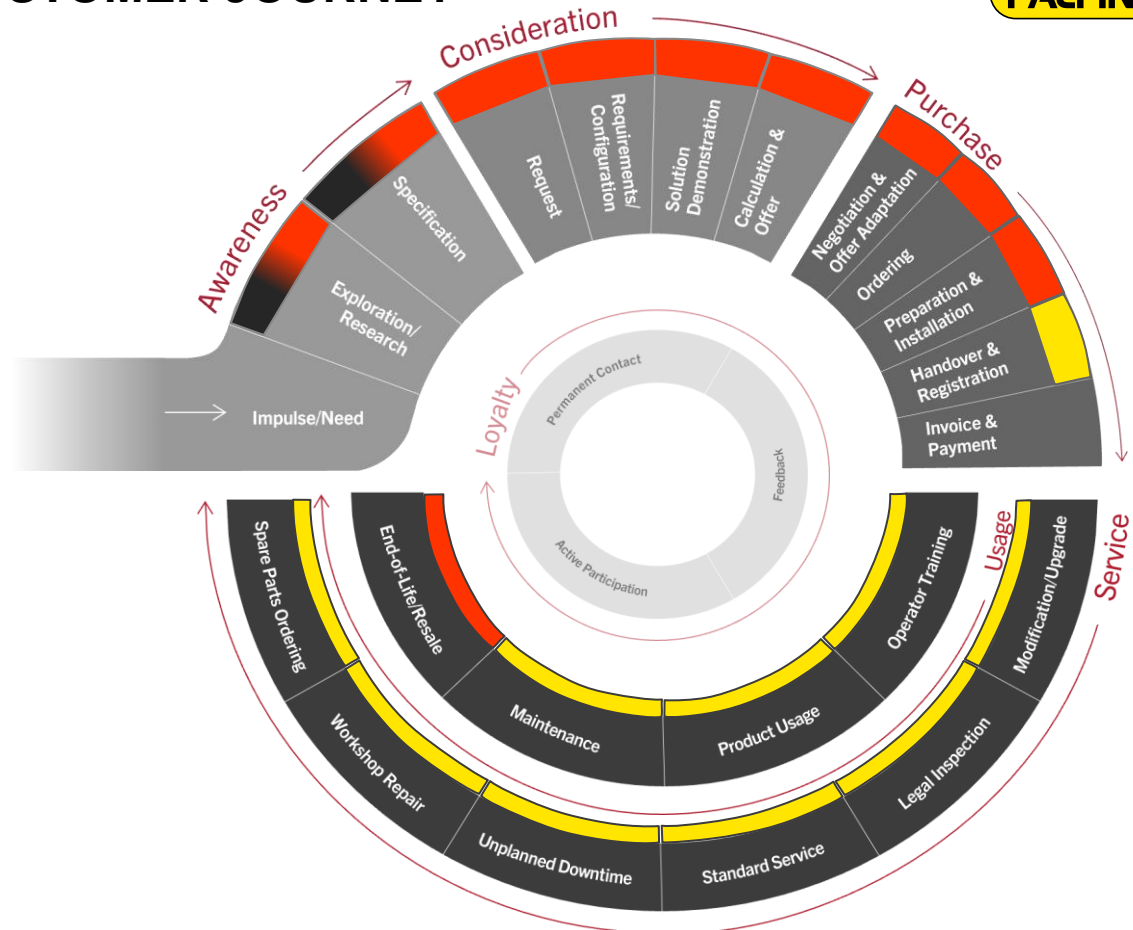 Consideration
Purchase
Awareness
Request
Requirements/
Configuration
Solution
Demonstration
Calculation &
Offer
Specification
Exploration/
Research
Impulse/Need
Negotiation &
Offer Adaptation
Ordering
Preparation &
Installation
Handover &
Registration
Invoice &
Payment
Loyalty
Permanent Contact
Feedback
Active Participation
Usage
Service
End-of-Life/Resale
Maintenance
Product Usage
Operator Training
Spare Parts Ordering
Workshop Repair
Unplanned Downtime
Standard Service
Legal Inspection
Modification/Upgrade